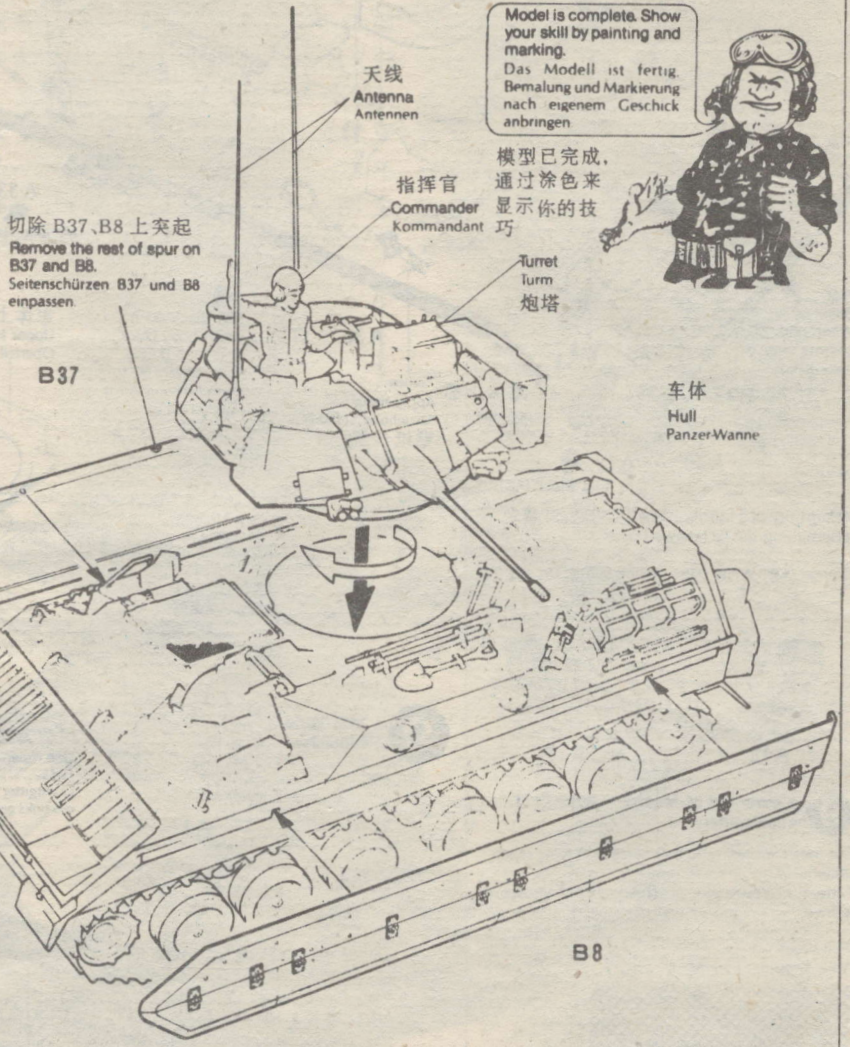 Model is complete. Show
your skill by painting and
marking.
Das Modell ist fertig.
Bemalung und Markierung
nach eigenem Geschick
anbringen
模型已完成，
通过涂色来
显示你的技
巧
天线
Antenna
Antennen
指挥官
Commander
Kommandant
切除 B37、B8 上突起
Remove the rest of spur on
B37 and B8.
Seitenschürzen B37 und B8
einpassen
Turret
Turm
炮塔
B37
车体
Hull
Panzer-Wanne
B8